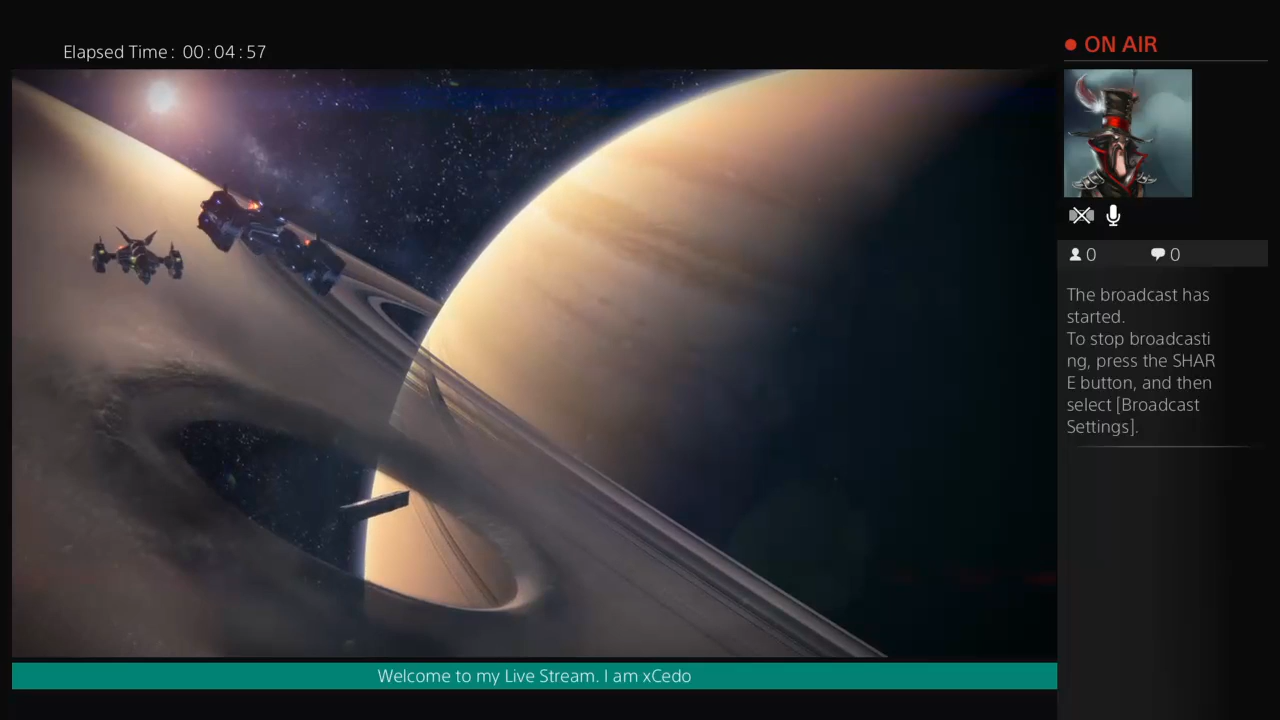 Elapsed Time: 00:04:57
ON AIR
0 0
The broadcast has
started.
To stop broadcasti
ng, press the SHAR
E button, and then
select [Broadcast
Settings].
Welcome to my Live Stream. I am xCedo